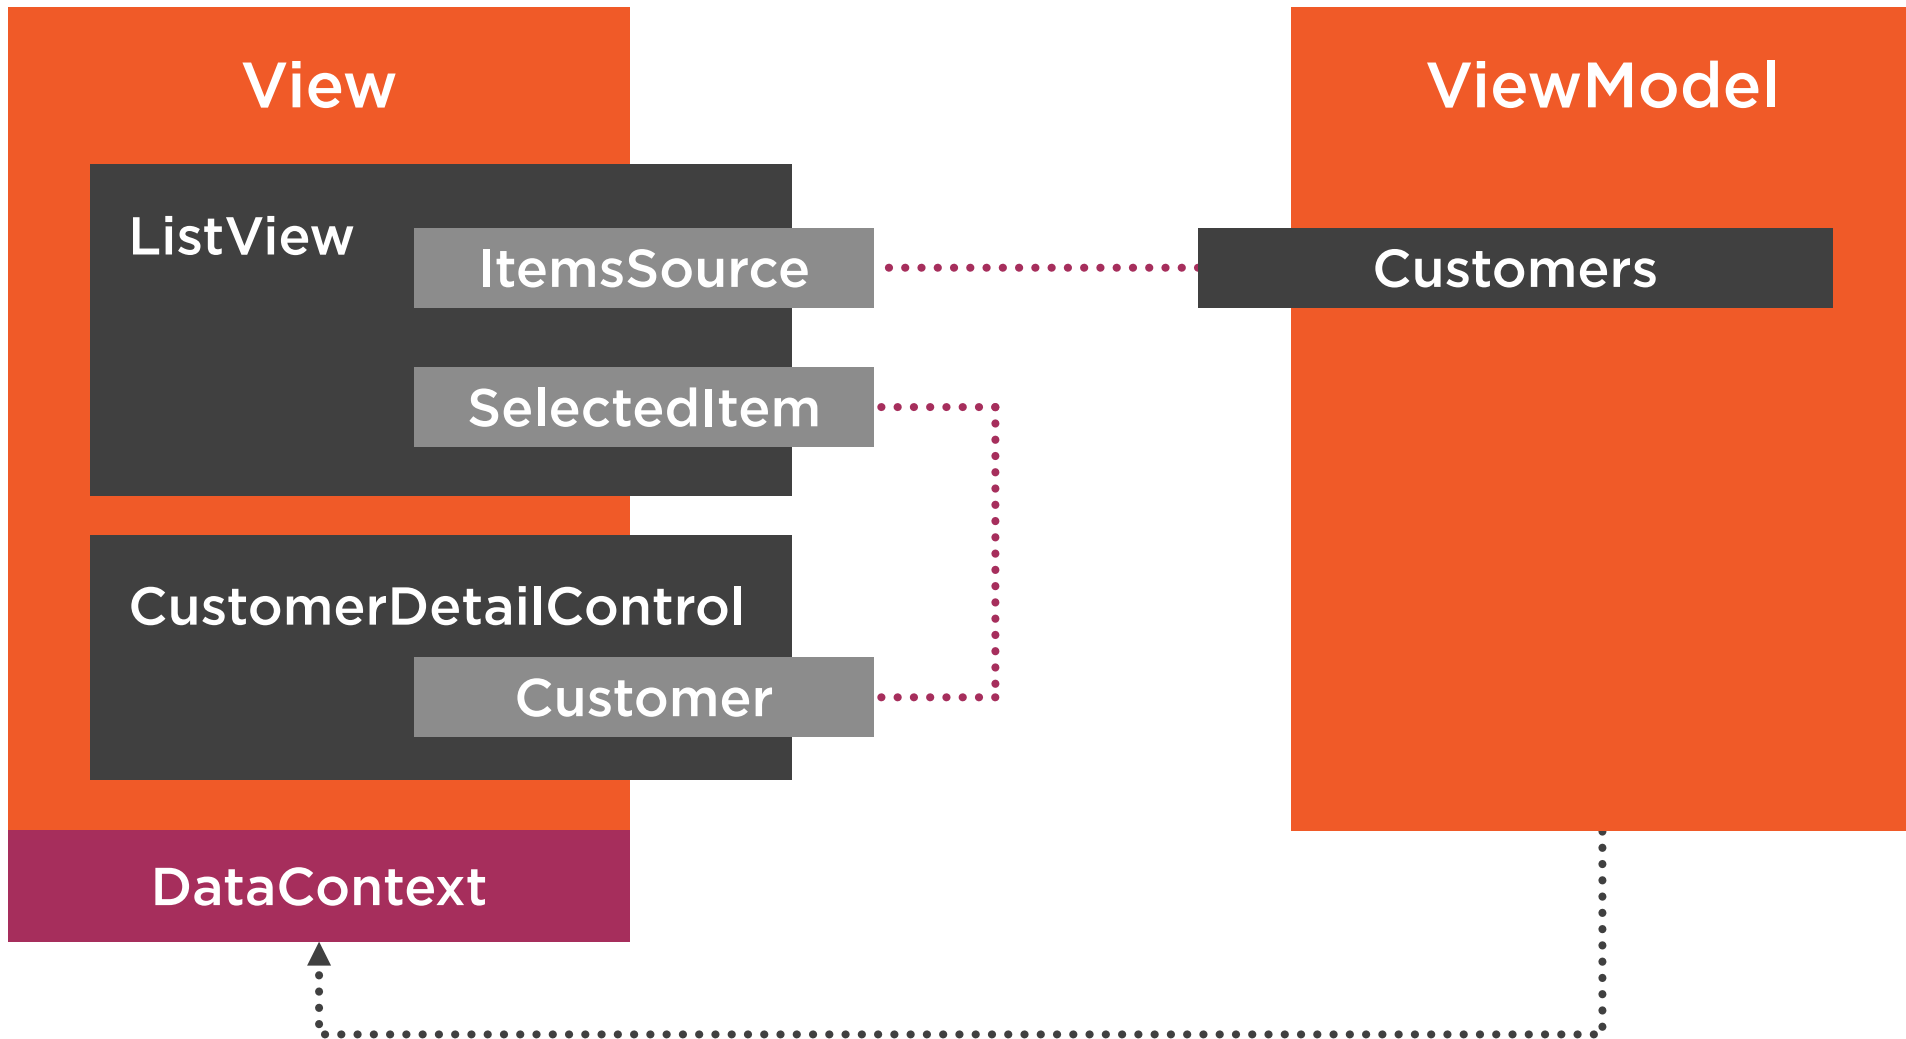 View
ViewModel
ListView
ItemsSource
Customers
SelectedItem
CustomerDetailControl
Customer
DataContext